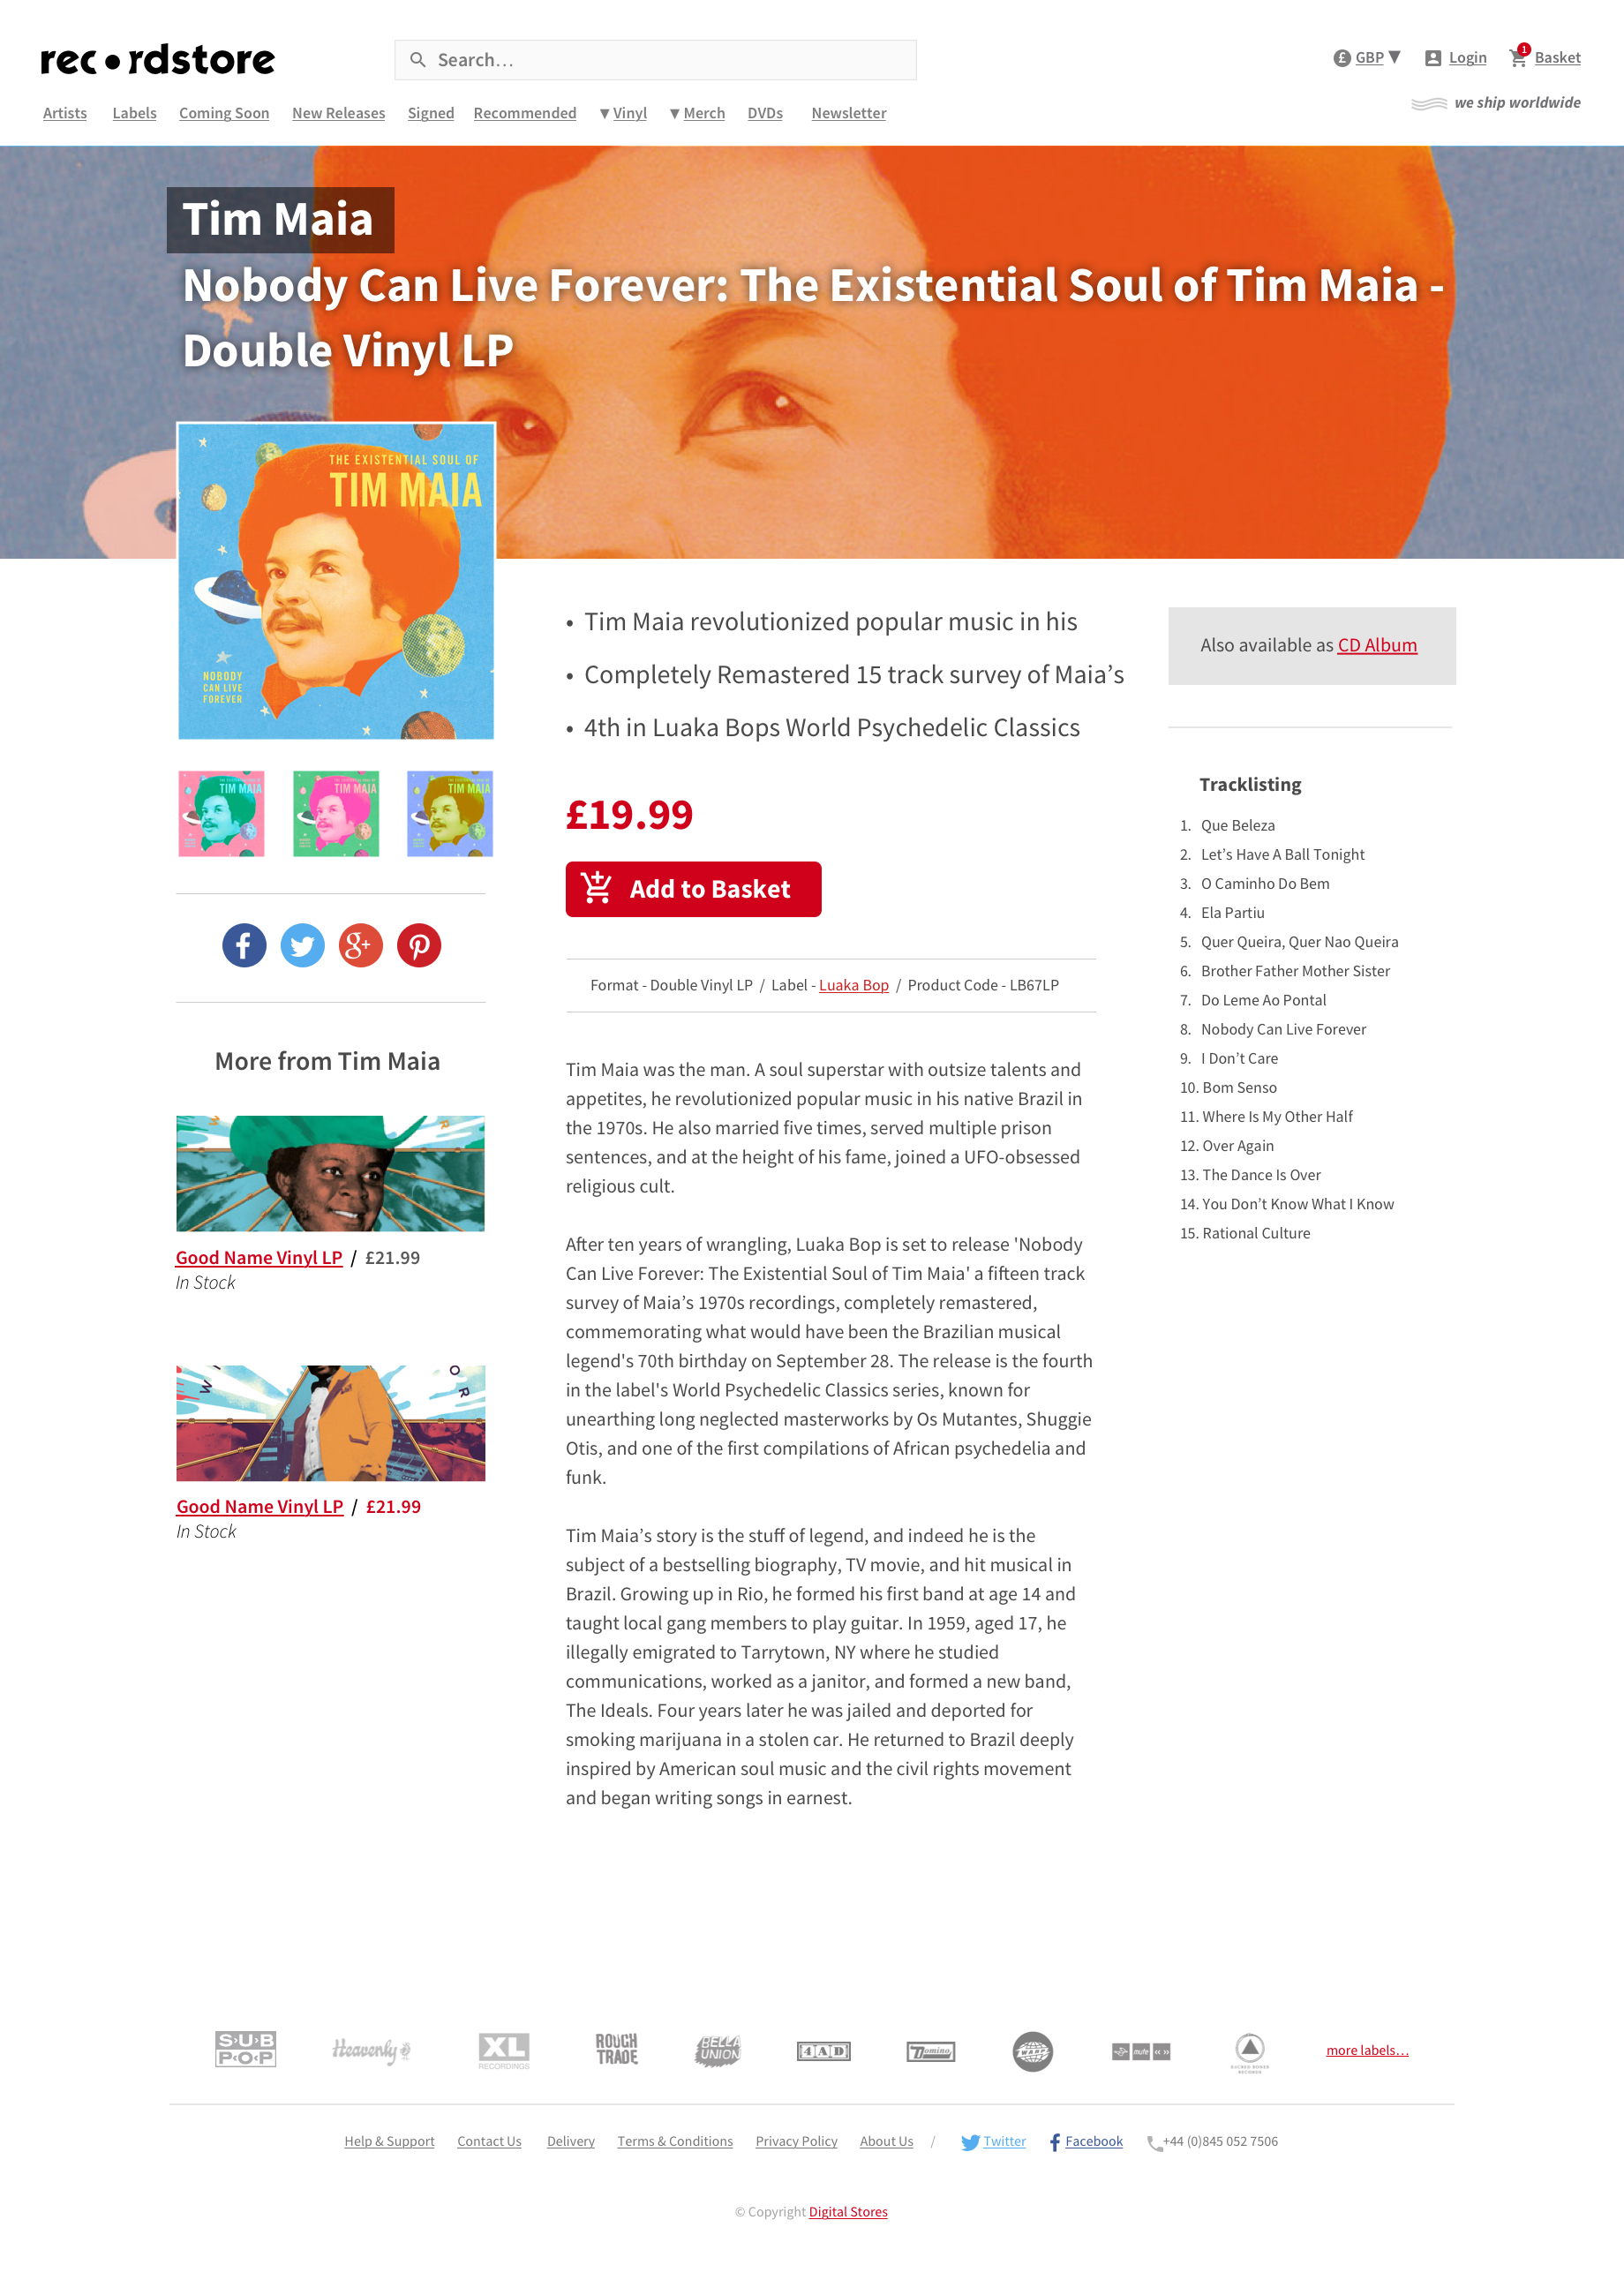 rec●rdstore
Search...
£ GBP ▼ Login 1 Basket
Artists Labels Coming Soon New Releases Signed Recommended ▼ Vinyl ▼ Merch DVDs Newsletter
we ship worldwide
Tim Maia
Nobody Can Live Forever: The Existential Soul of Tim Maia -
Double Vinyl LP
THE EXISTENTIAL SOUL OF
TIM MAIA
NOBODY
CAN LIVE
FOREVER
TIM MAIA
TIM MAIA
TIM MAIA
f g+
More from Tim Maia
Good Name Vinyl LP / £21.99
In Stock
W O R
Good Name Vinyl LP / £21.99
In Stock
• Tim Maia revolutionized popular music in his
• Completely Remastered 15 track survey of Maia’s
• 4th in Luaka Bops World Psychedelic Classics
£19.99
Add to Basket
Format - Double Vinyl LP / Label - Luaka Bop / Product Code - LB67LP
Tim Maia was the man. A soul superstar with outsize talents and
appetites, he revolutionized popular music in his native Brazil in
the 1970s. He also married five times, served multiple prison
sentences, and at the height of his fame, joined a UFO-obsessed
religious cult.
After ten years of wrangling, Luaka Bop is set to release 'Nobody
Can Live Forever: The Existential Soul of Tim Maia' a fifteen track
survey of Maia’s 1970s recordings, completely remastered,
commemorating what would have been the Brazilian musical
legend's 70th birthday on September 28. The release is the fourth
in the label's World Psychedelic Classics series, known for
unearthing long neglected masterworks by Os Mutantes, Shuggie
Otis, and one of the first compilations of African psychedelia and
funk.
Tim Maia’s story is the stuff of legend, and indeed he is the
subject of a bestselling biography, TV movie, and hit musical in
Brazil. Growing up in Rio, he formed his first band at age 14 and
taught local gang members to play guitar. In 1959, aged 17, he
illegally emigrated to Tarrytown, NY where he studied
communications, worked as a janitor, and formed a new band,
The Ideals. Four years later he was jailed and deported for
smoking marijuana in a stolen car. He returned to Brazil deeply
inspired by American soul music and the civil rights movement
and began writing songs in earnest.
Also available as CD Album
Tracklisting
1. Que Beleza
2. Let’s Have A Ball Tonight
3. O Caminho Do Bem
4. Ela Partiu
5. Quer Queira, Quer Nao Queira
6. Brother Father Mother Sister
7. Do Leme Ao Pontal
8. Nobody Can Live Forever
9. I Don’t Care
10. Bom Senso
11. Where Is My Other Half
12. Over Again
13. The Dance Is Over
14. You Don’t Know What I Know
15. Rational Culture
SUB POP
Heavenly
XL RECORDINGS
ROUGH TRADE
BELLA UNION
4AD
Domino
WARP
mute
SACRED BONES RECORDS
more labels...
Help & Support Contact Us Delivery Terms & Conditions Privacy Policy About Us / Twitter Facebook +44 (0)845 052 7506
© Copyright Digital Stores